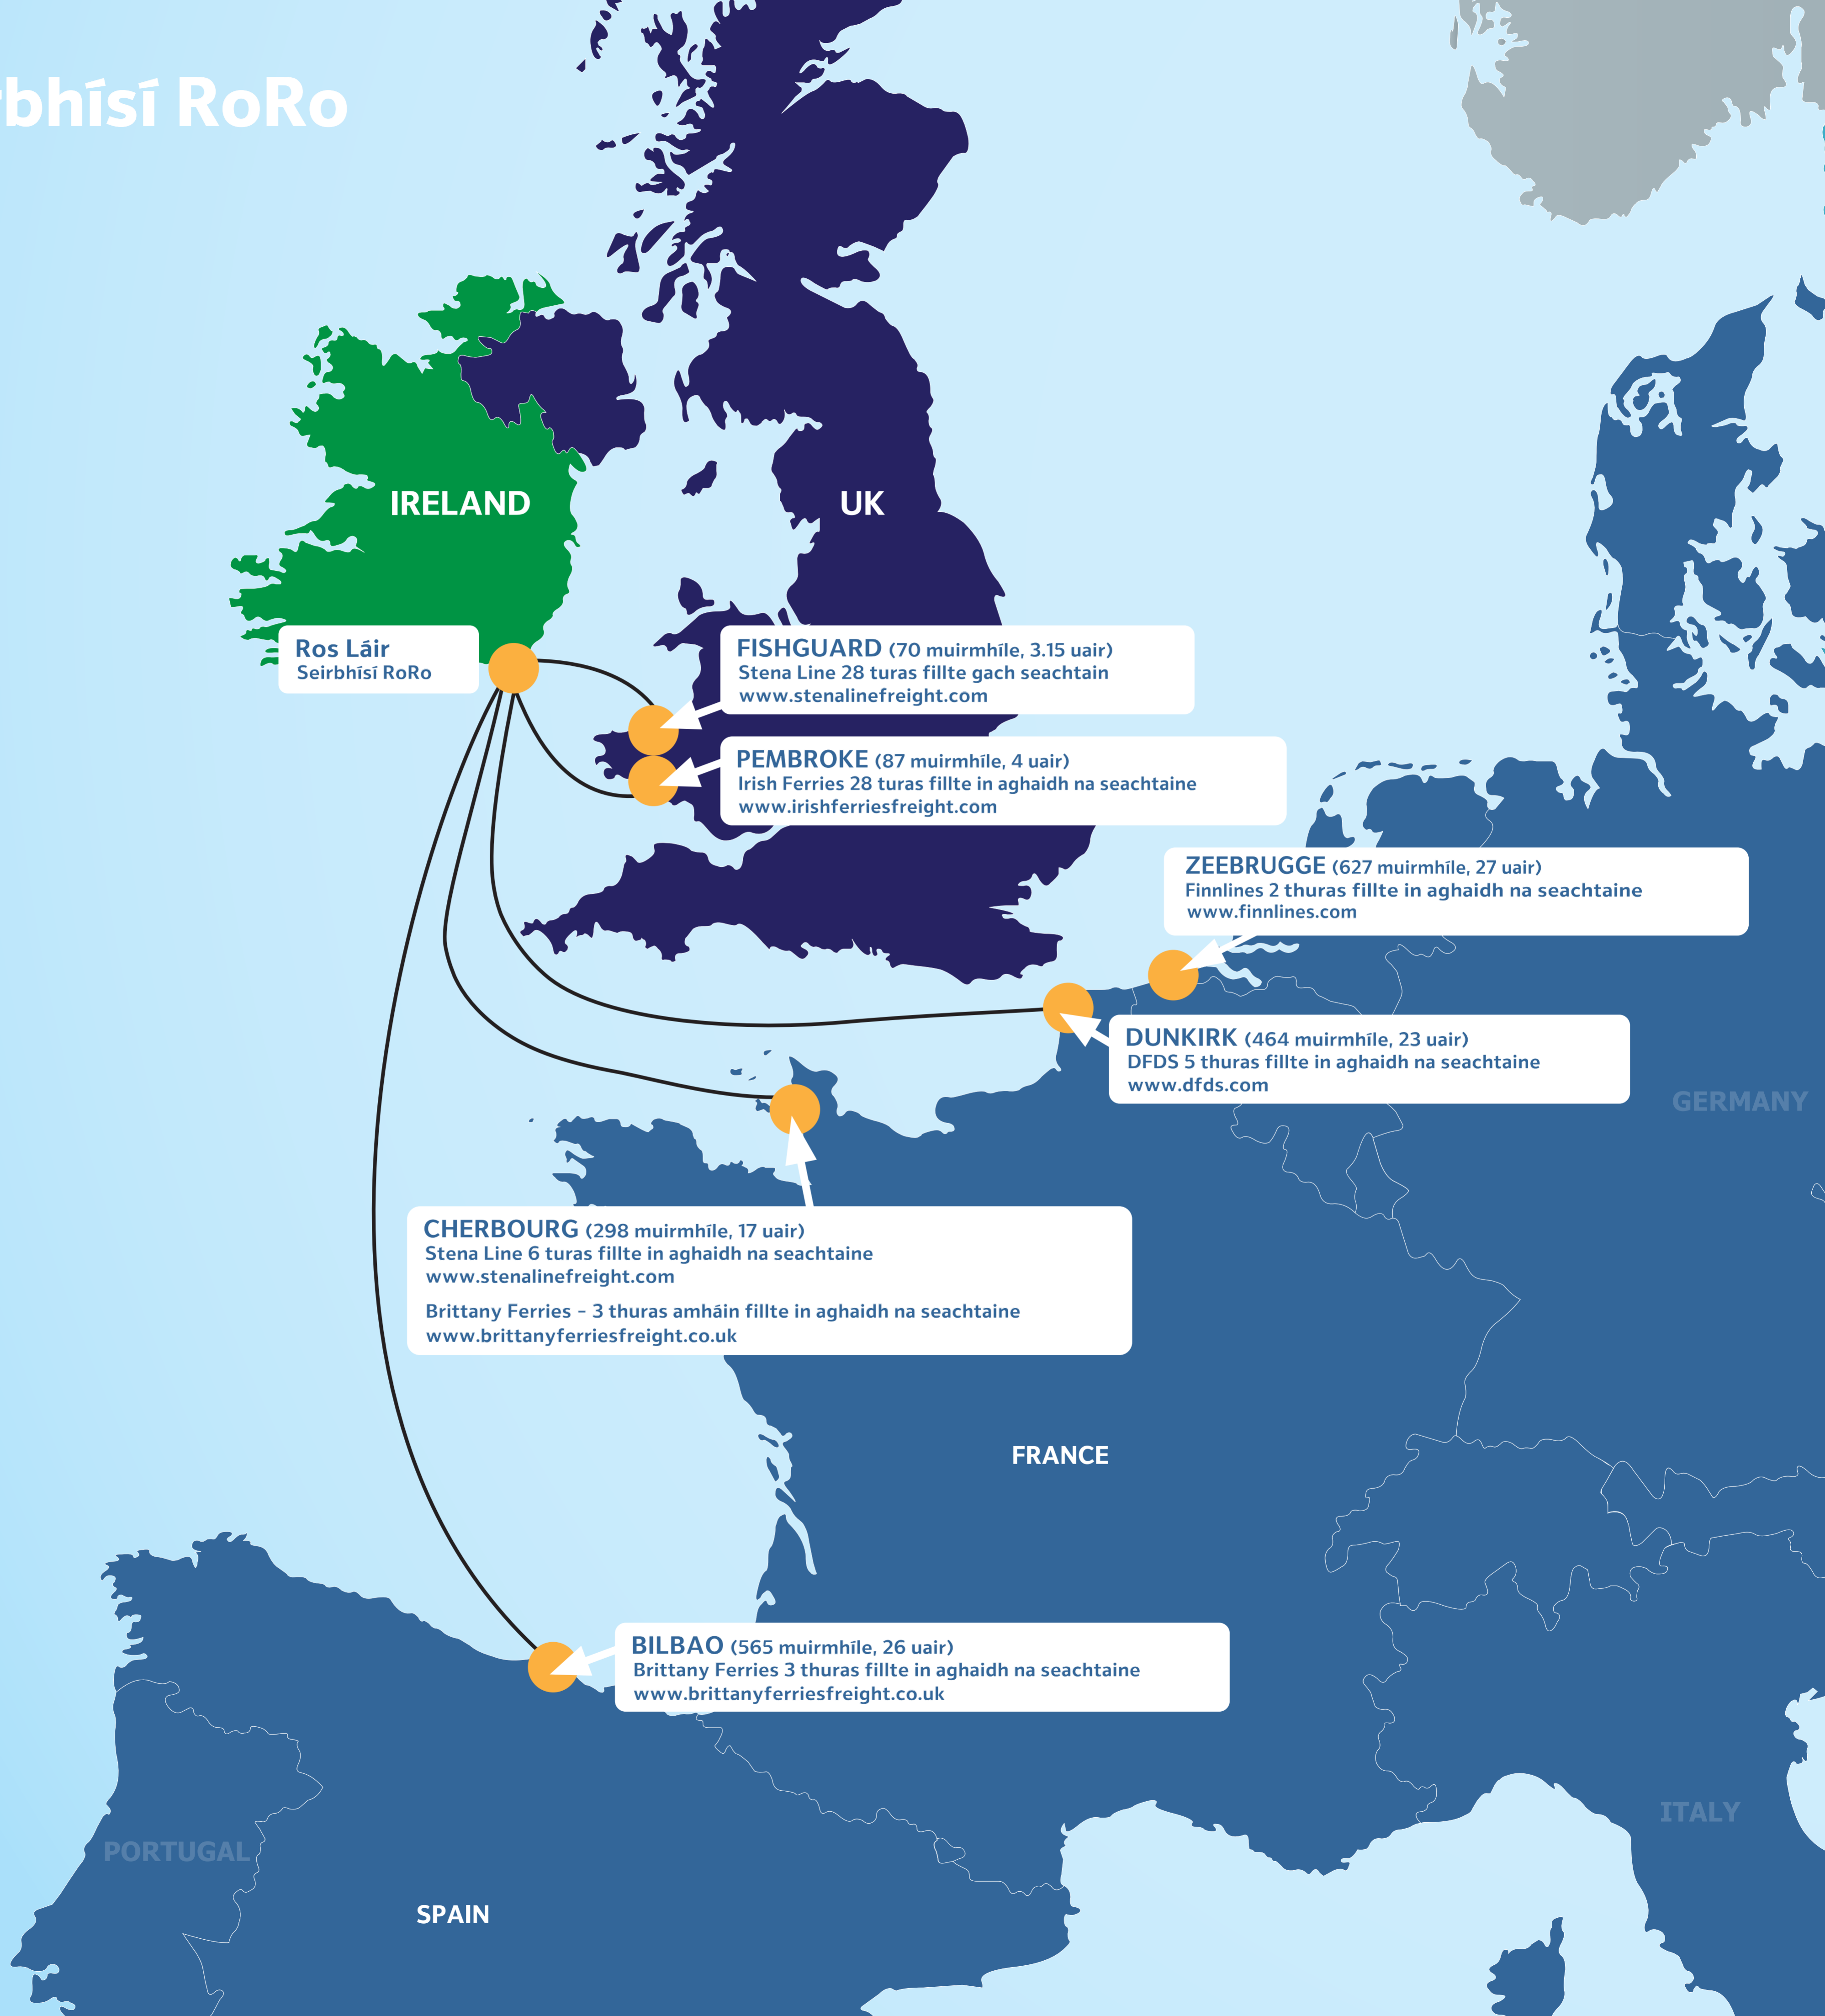 rbhísí RoRo
IRELAND
UK
Ros Láir
Seirbhísí RoRo
FISHGUARD (70 muirmhíle, 3.15 uair)
Stena Line 28 turas fillte gach seachtain
www.stenalinefreight.com
PEMBROKE (87 muirmhíle, 4 uair)
Irish Ferries 28 turas fillte in aghaidh na seachtaine
www.irishferriesfreight.com
ZEEBRUGGE (627 muirmhíle, 27 uair)
Finnlines 2 thuras fillte in aghaidh na seachtaine
www.finnlines.com
DUNKIRK (464 muirmhíle, 23 uair)
DFDS 5 thuras fillte in aghaidh na seachtaine
www.dfds.com
GERMANY
CHERBOURG (298 muirmhíle, 17 uair)
Stena Line 6 turas fillte in aghaidh na seachtaine
www.stenalinefreight.com
Brittany Ferries – 3 thuras amháin fillte in aghaidh na seachtaine
www.brittanyferriesfreight.co.uk
FRANCE
BILBAO (565 muirmhíle, 26 uair)
Brittany Ferries 3 thuras fillte in aghaidh na seachtaine
www.brittanyferriesfreight.co.uk
ITALY
PORTUGAL
SPAIN